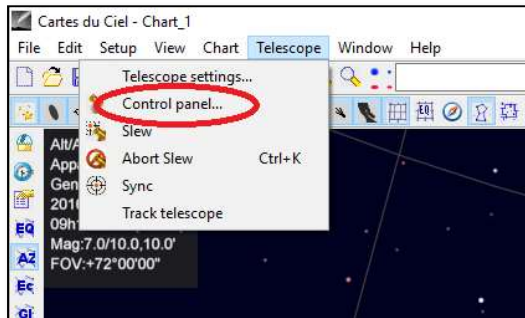 Cartes du Ciel - Chart_1
File Edit Setup View Chart Telescope Window Help
Telescope settings...
Control panel...
Slew
Abort Slew Ctrl+K
Sync
Track telescope
Alt/A
App
Gen
2016
09h
Mag:7.0/10.0,10.0'
FOV:+72°00'00"
EQ
EQ
AZ
Ec
Gl